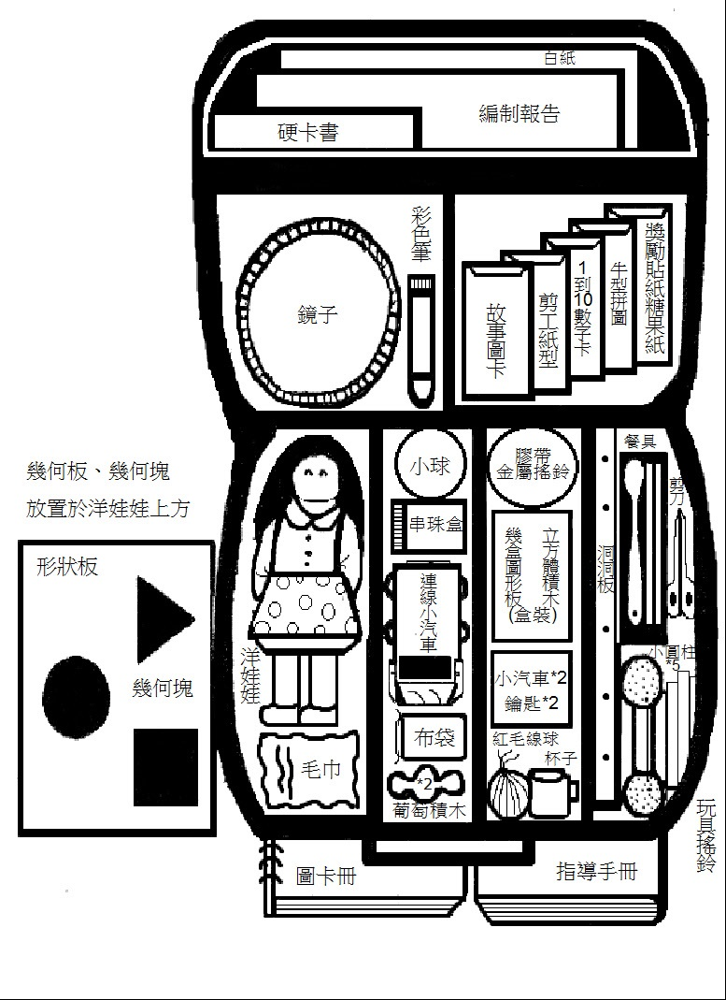 白紙
編制報告
硬卡書
彩色筆
鏡子
故事圖卡
剪工紙型
1到10數字卡
牛型拼圖
獎勵貼紙糖果紙
幾何板、幾何塊
放置於洋娃娃上方
形狀板
幾何塊
洋娃娃
毛巾
小球
串珠盒
連線小汽車
布袋
*2
葡萄積木
膠帶
金屬搖鈴
幾盒圖形板
立方體積木
(盒裝)
小汽車*2
鑰匙*2
紅毛線球
杯子
洞洞板
餐具
剪刀
小圓柱
*5
玩具搖鈴
圖卡冊
指導手冊